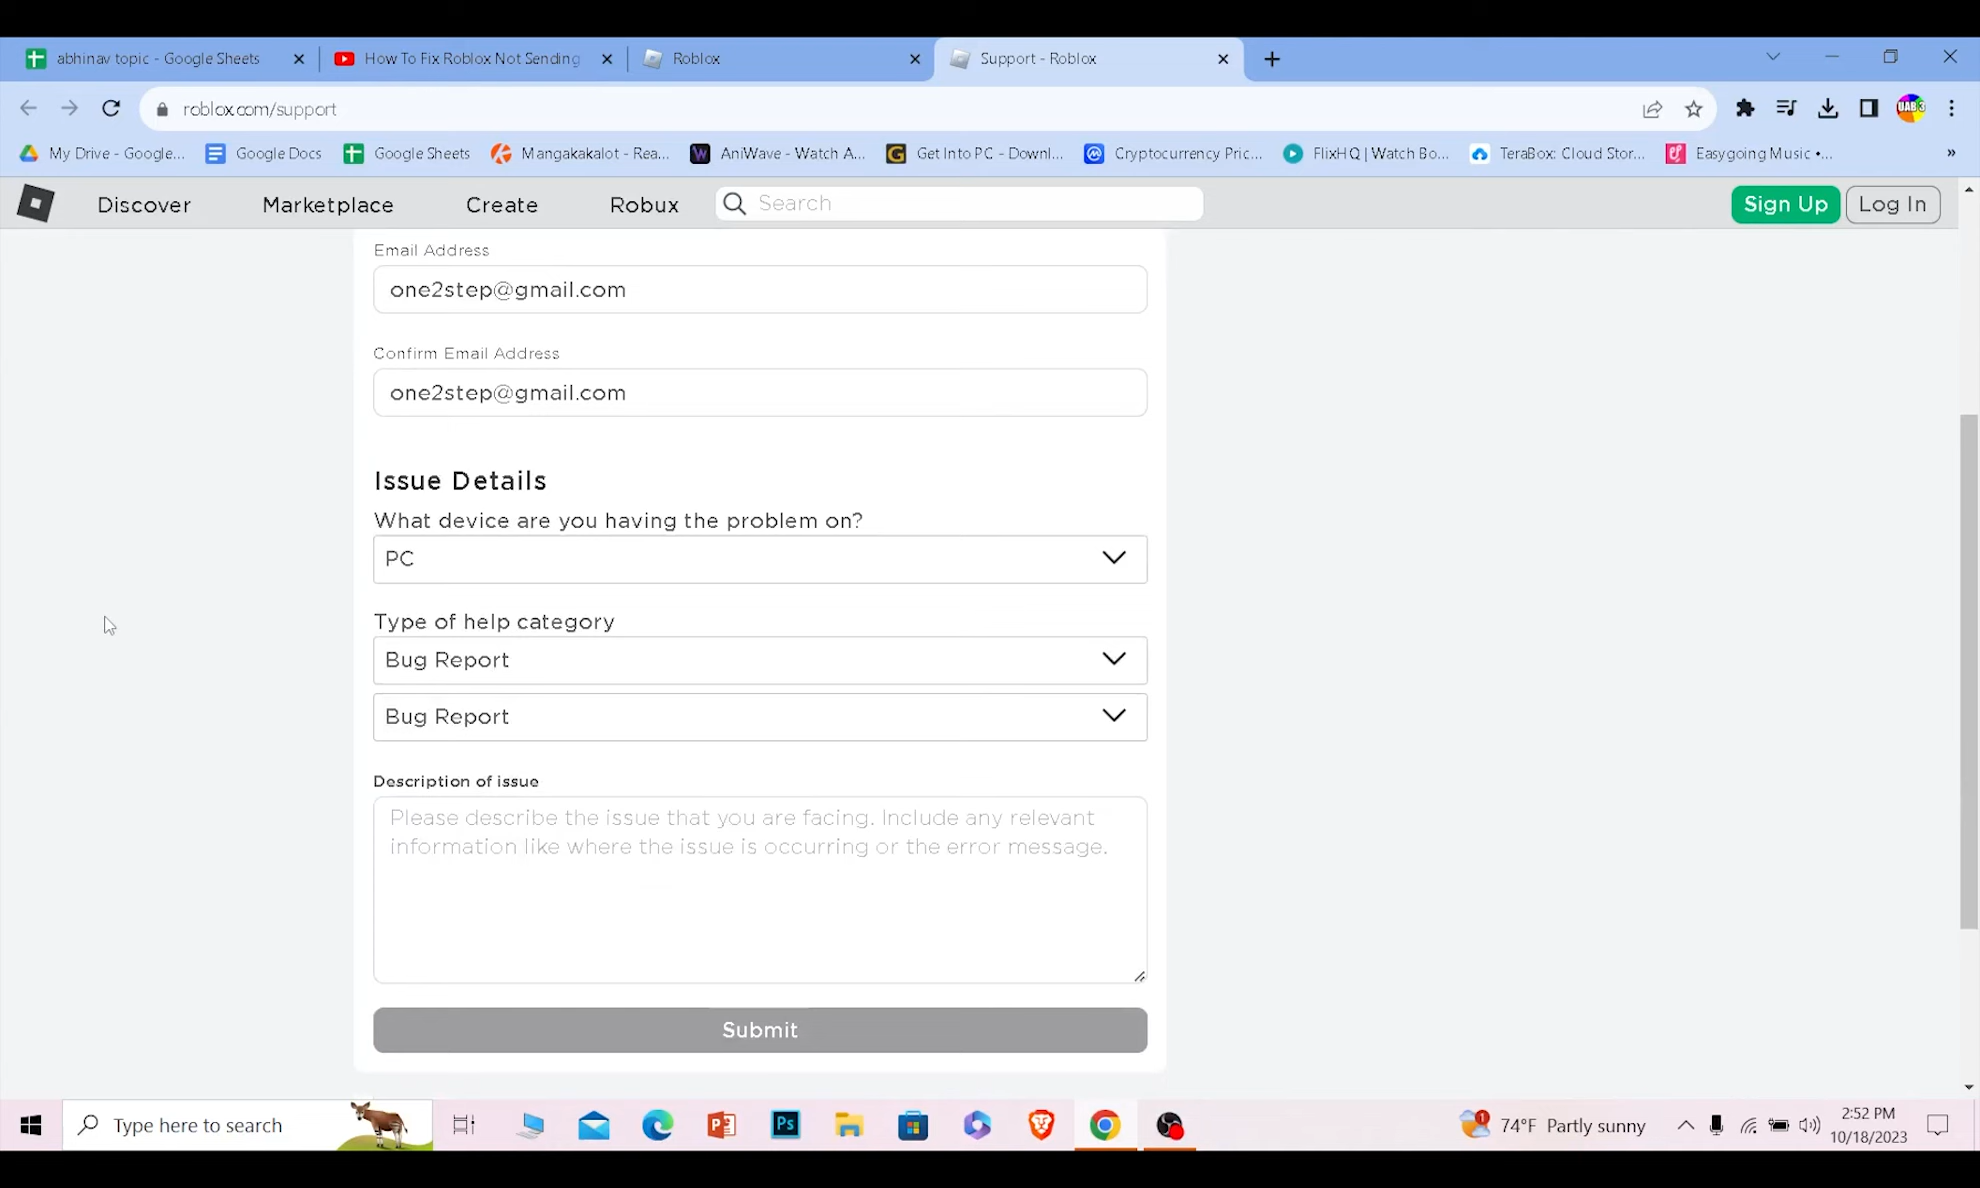 abhinav topic - Google Sheets
How To Fix Roblox Not Sending
Roblox
Support - Roblox
roblox.com/support
UAB 3
My Drive - Google...
Google Docs
Google Sheets
Mangakakalot - Rea...
AniWave - Watch A...
Get Into PC - Downl...
Cryptocurrency Pric...
FlixHQ | Watch Bo...
TeraBox: Cloud Stor...
Easygoing Music •...
»
Discover
Marketplace
Create
Robux
Search
Sign Up
Log In
Email Address
one2step@gmail.com
Confirm Email Address
one2step@gmail.com
Issue Details
What device are you having the problem on?
PC
Type of help category
Bug Report
Bug Report
Description of issue
Please describe the issue that you are facing. Include any relevant
information like where the issue is occurring or the error message.
Submit
Type here to search
Ps
1
74°F Partly sunny
2:52 PM
10/18/2023